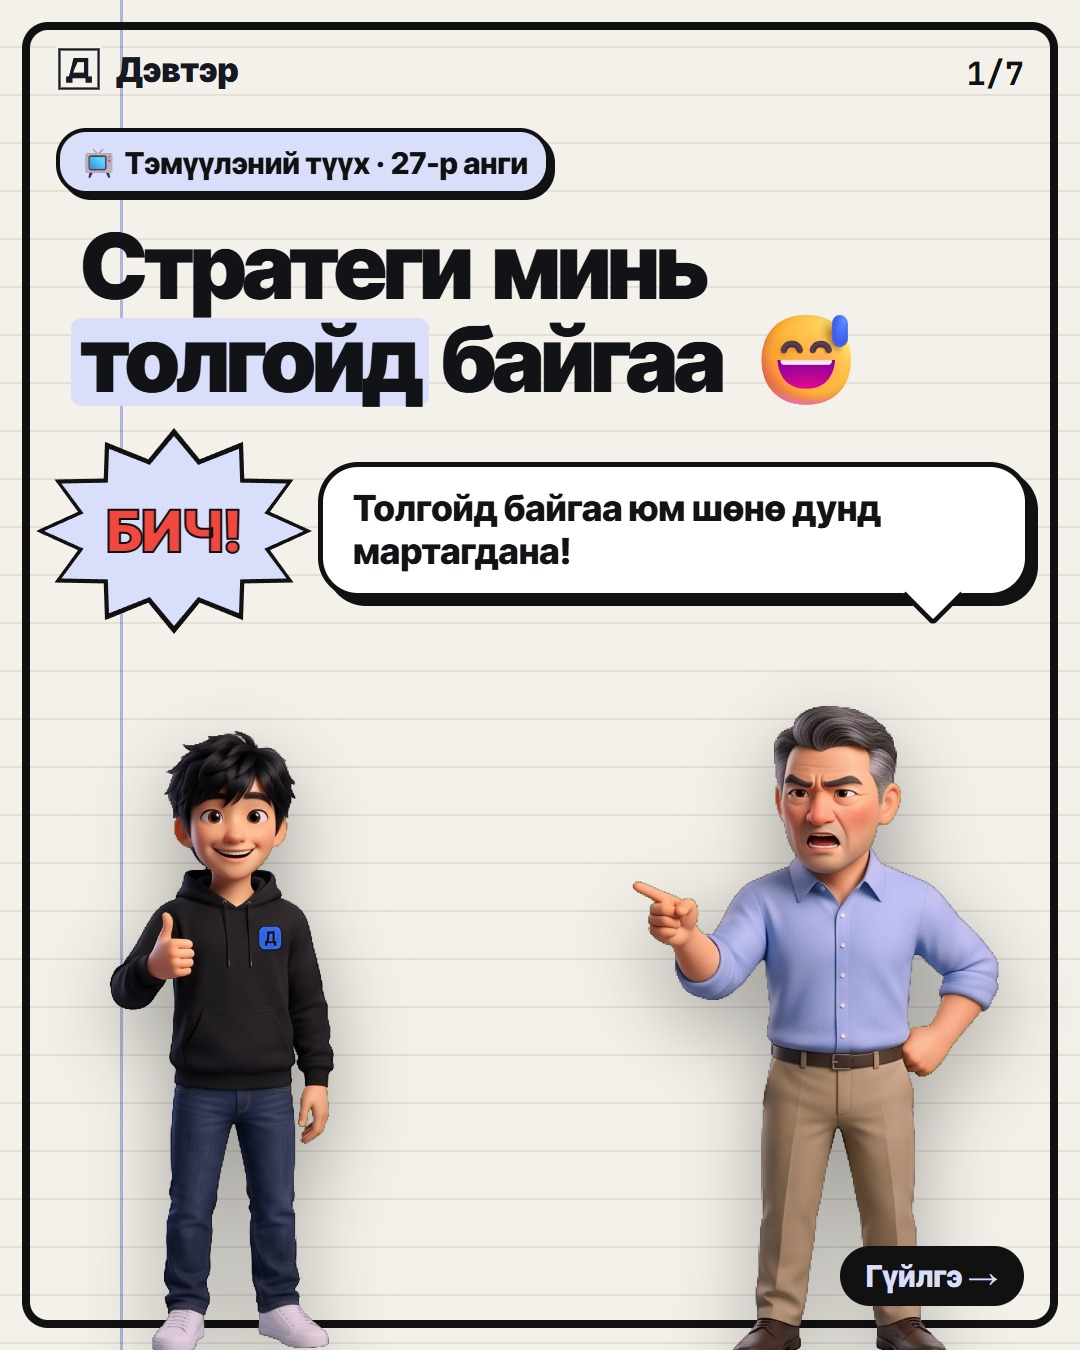 Д Дэвтэр
1/7
📺 Тэмүүлэний түүх · 27-р анги
Стратеги минь
толгойд байгаа 😅
БИЧ!
Толгойд байгаа юм шөнө дунд
мартагдана!
Д
Гүйлгэ →